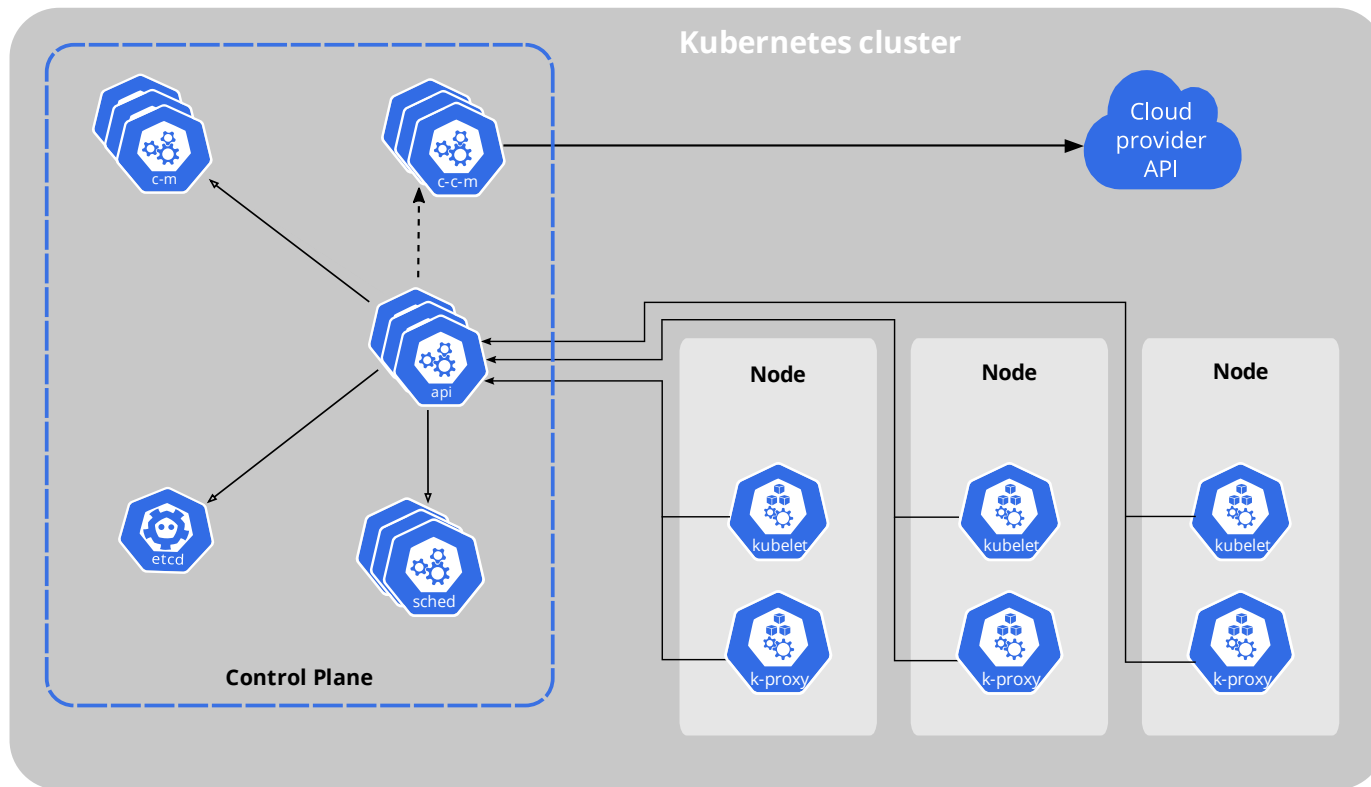 Kubernetes cluster
c-m
c-c-m
Cloud
provider
API
api
etcd
sched
Control Plane
Node
kubelet
k-proxy
Node
kubelet
k-proxy
Node
kubelet
k-proxy